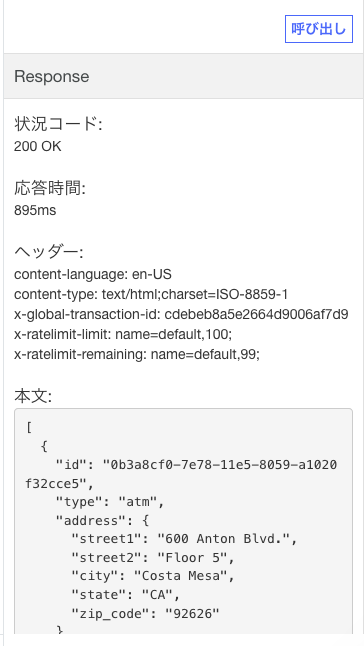 呼び出し
Response
状況コード:
200 OK
応答時間:
895ms
ヘッダー:
content-language: en-US
content-type: text/html;charset=ISO-8859-1
x-global-transaction-id: cdebeb8a5e2664d9006af7d9
x-ratelimit-limit: name=default,100;
x-ratelimit-remaining: name=default,99;
本文:
[
  {
    "id": "0b3a8cf0-7e78-11e5-8059-a1020
f32cce5",
    "type": "atm",
    "address": {
      "street1": "600 Anton Blvd.",
      "street2": "Floor 5",
      "city": "Costa Mesa",
      "state": "CA",
      "zip_code": "92626"
    }